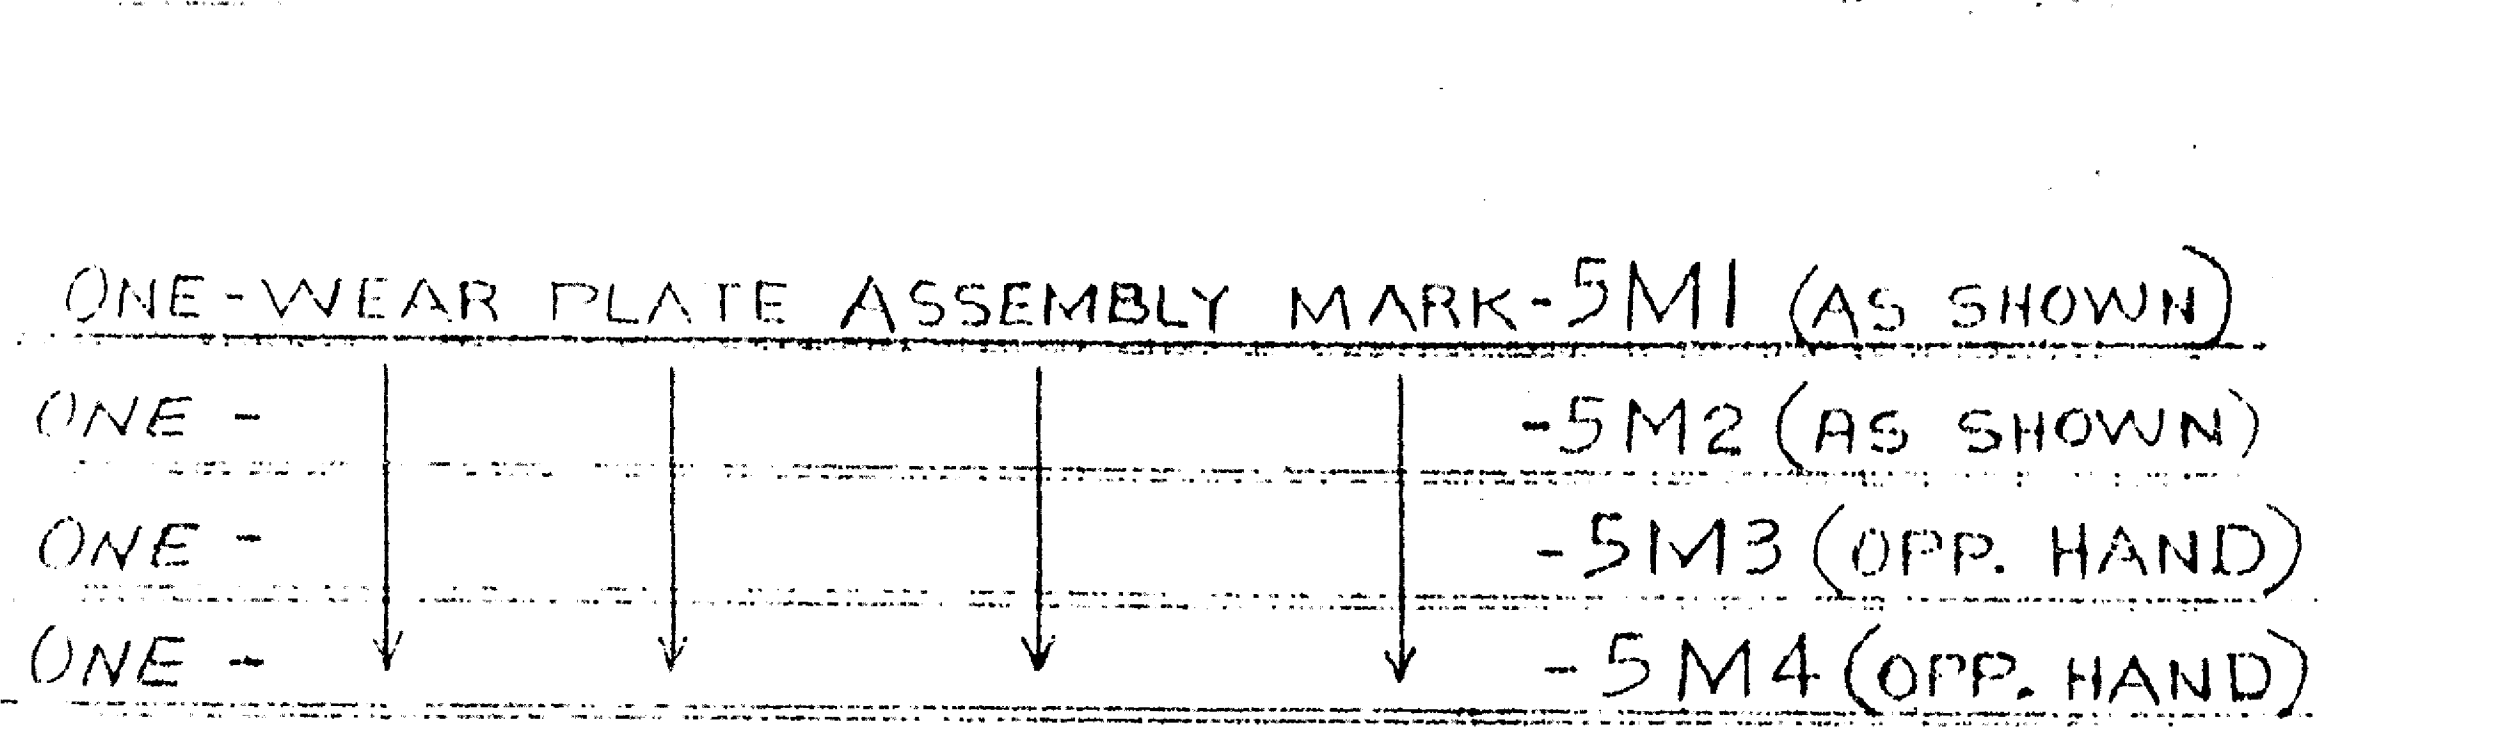 ONE-WEAR PLATE ASSEMBLY MARK-5M1 (AS SHOWN)
ONE - -5M2 (AS SHOWN)
ONE - -5M3 (OPP. HAND)
ONE - -5M4 (OPP. HAND)